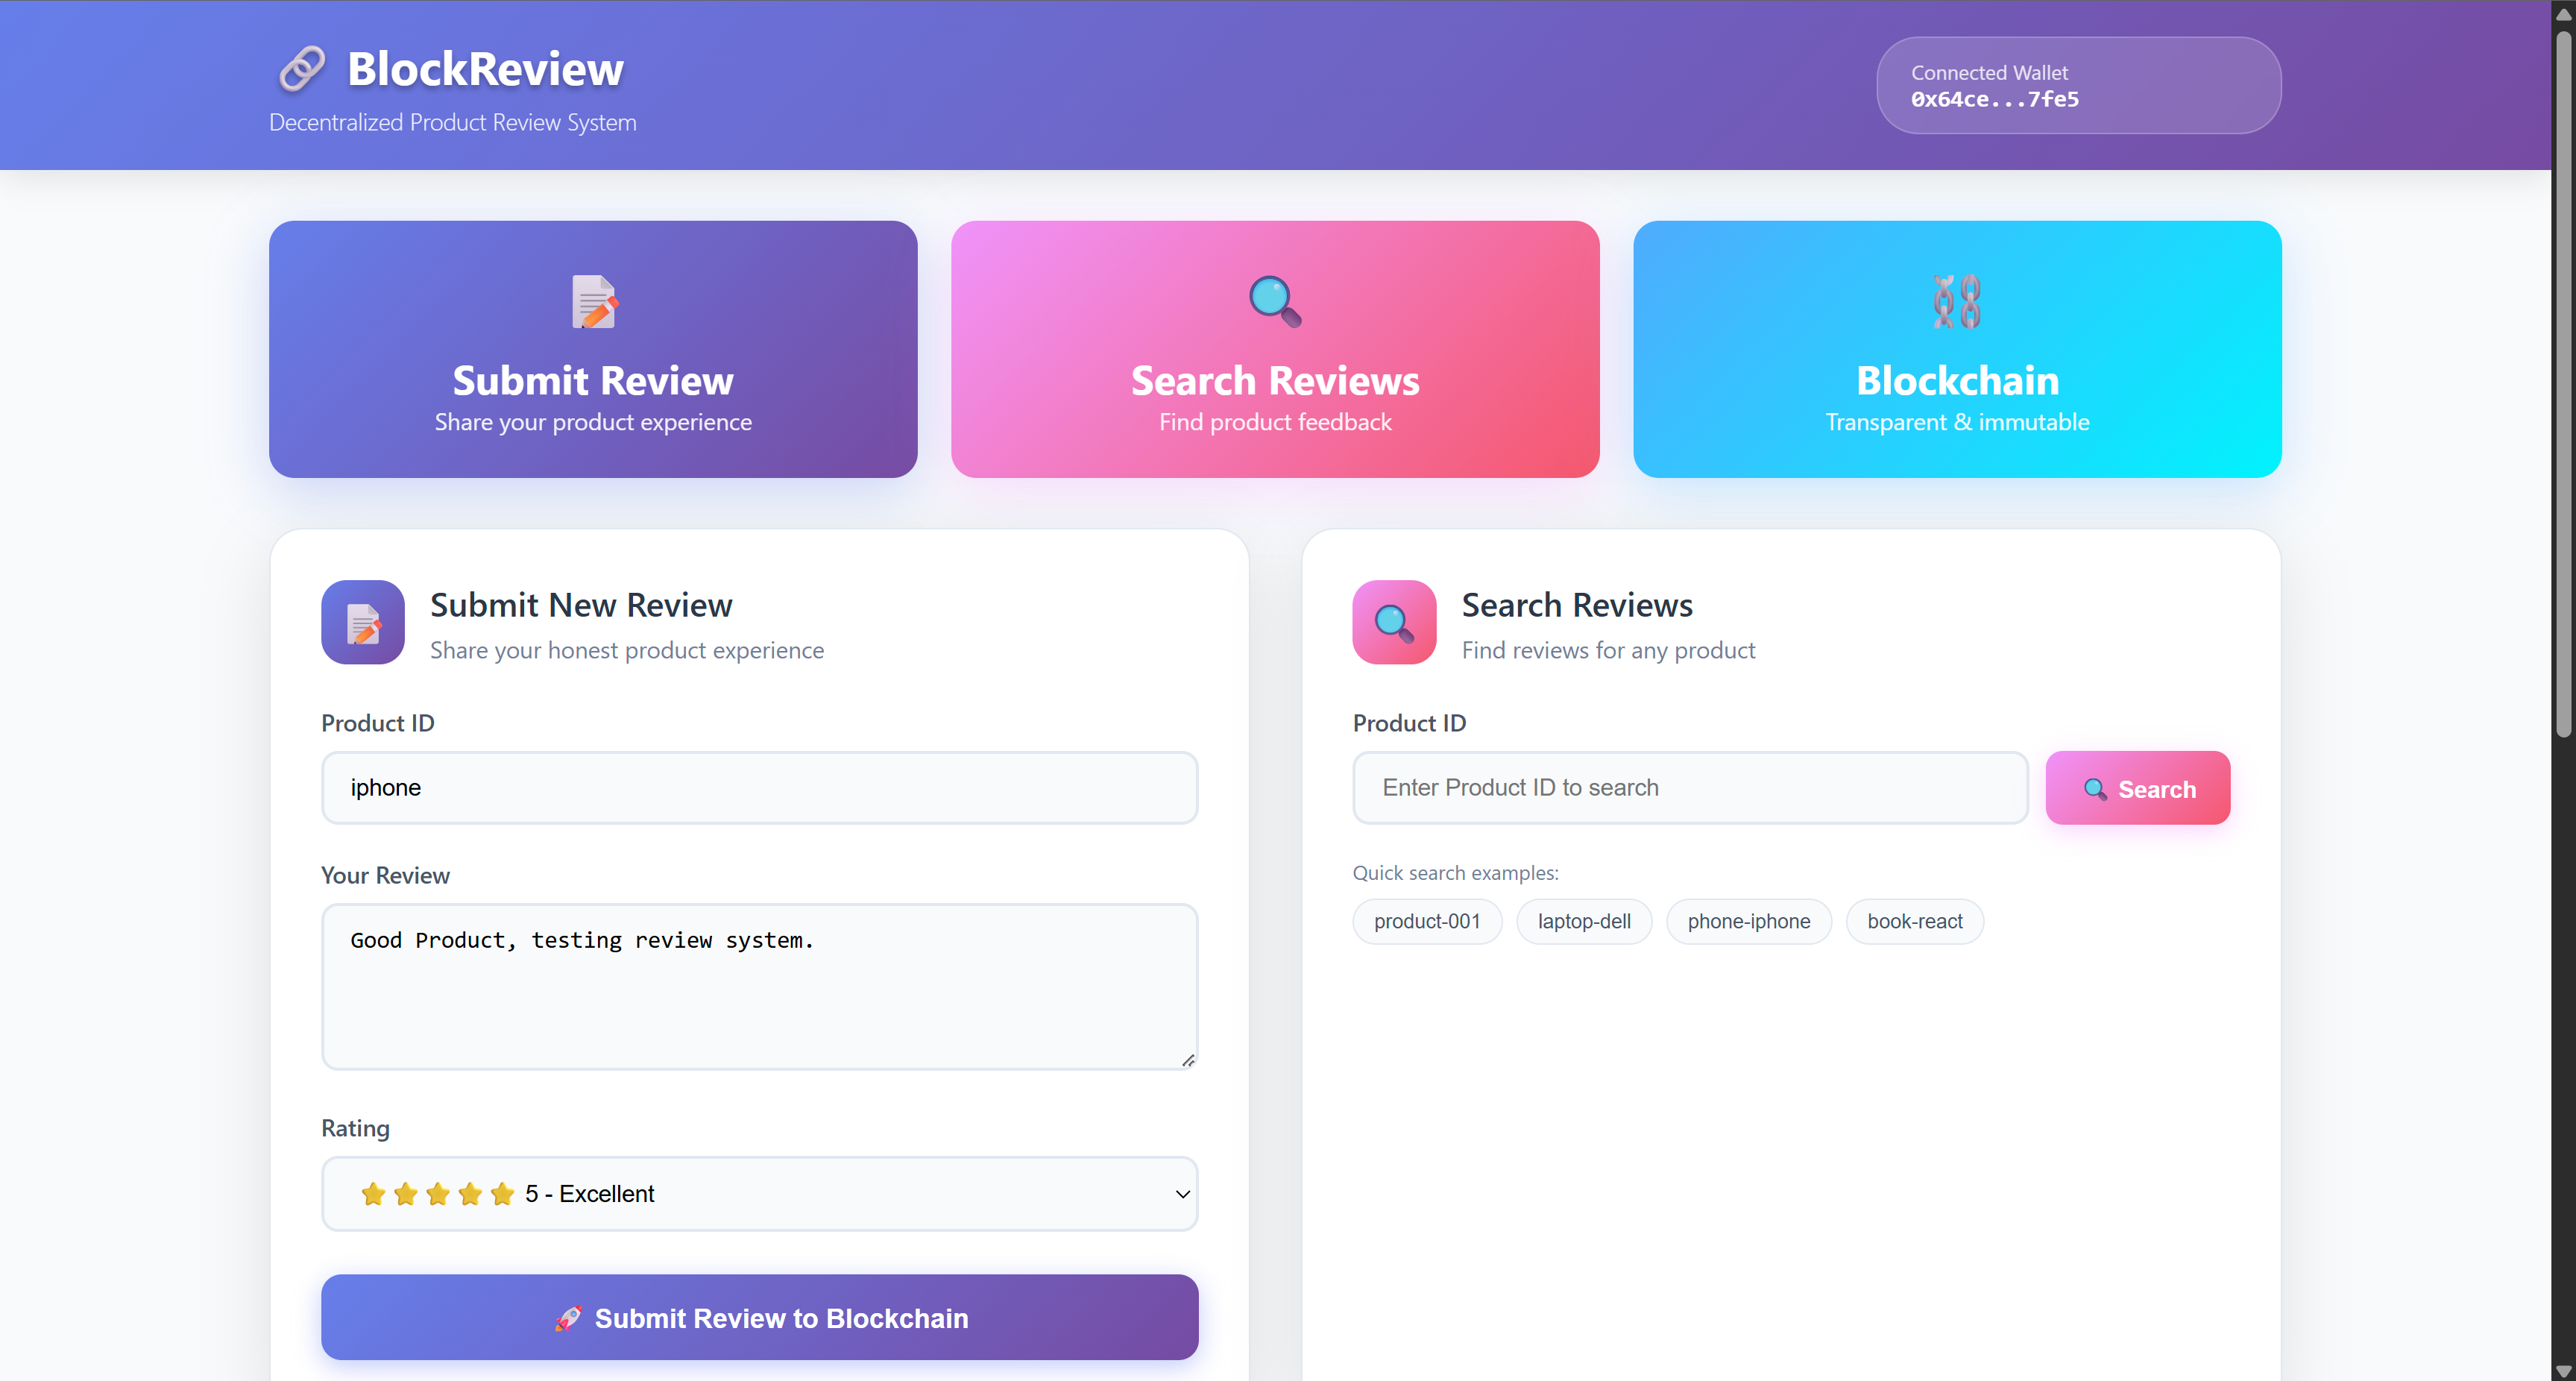 BlockReview
Decentralized Product Review System
Connected Wallet
0x64ce...7fe5
Submit Review
Share your product experience
Search Reviews
Find product feedback
Blockchain
Transparent & immutable
Submit New Review
Share your honest product experience
Product ID
iphone
Your Review
Good Product, testing review system.
Rating
5 - Excellent
Submit Review to Blockchain
Search Reviews
Find reviews for any product
Product ID
Enter Product ID to search
Search
Quick search examples:
product-001
laptop-dell
phone-iphone
book-react